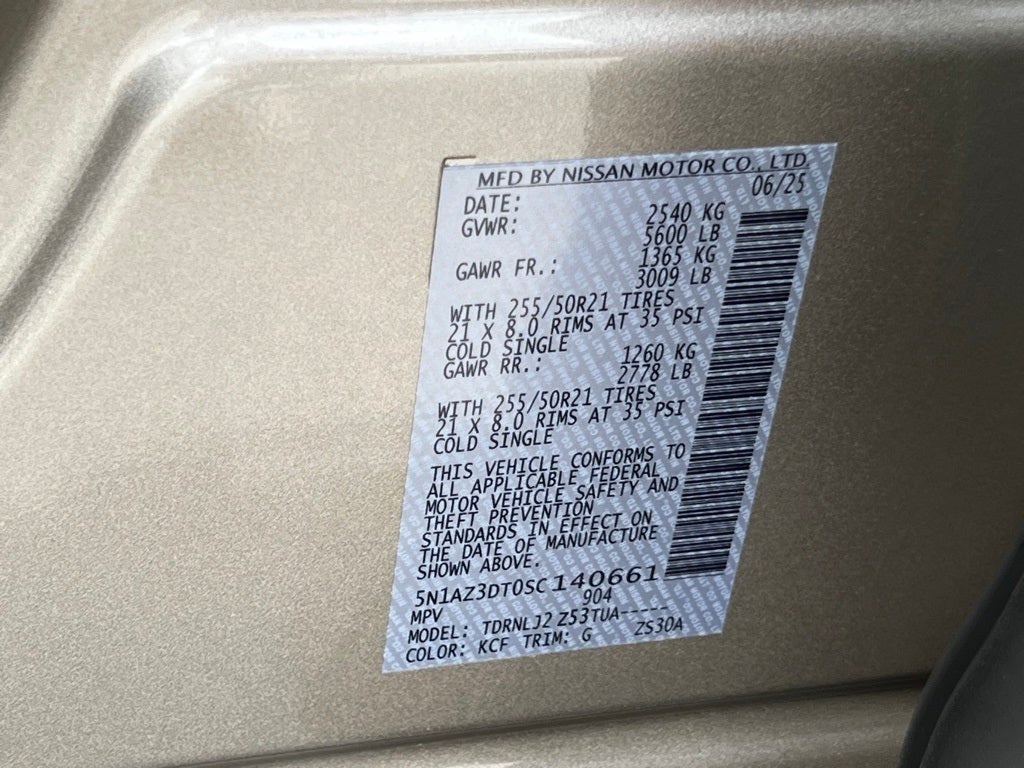 MFD BY NISSAN MOTOR CO., LTD.
DATE: 06/25
GVWR: 2540 KG
5600 LB
GAWR FR.: 1365 KG
3009 LB
WITH 255/50R21 TIRES
21 X 8.0 RIMS AT 35 PSI
COLD SINGLE
GAWR RR.: 1260 KG
2778 LB
WITH 255/50R21 TIRES
21 X 8.0 RIMS AT 35 PSI
COLD SINGLE
THIS VEHICLE CONFORMS TO
ALL APPLICABLE FEDERAL
MOTOR VEHICLE SAFETY AND
THEFT PREVENTION
STANDARDS IN EFFECT ON
THE DATE OF MANUFACTURE
SHOWN ABOVE.
5N1AZ3DT0SC140661
MPV 904
MODEL: TDRNLJ2 Z53TUA-----
COLOR: KCF TRIM: G ZS30A